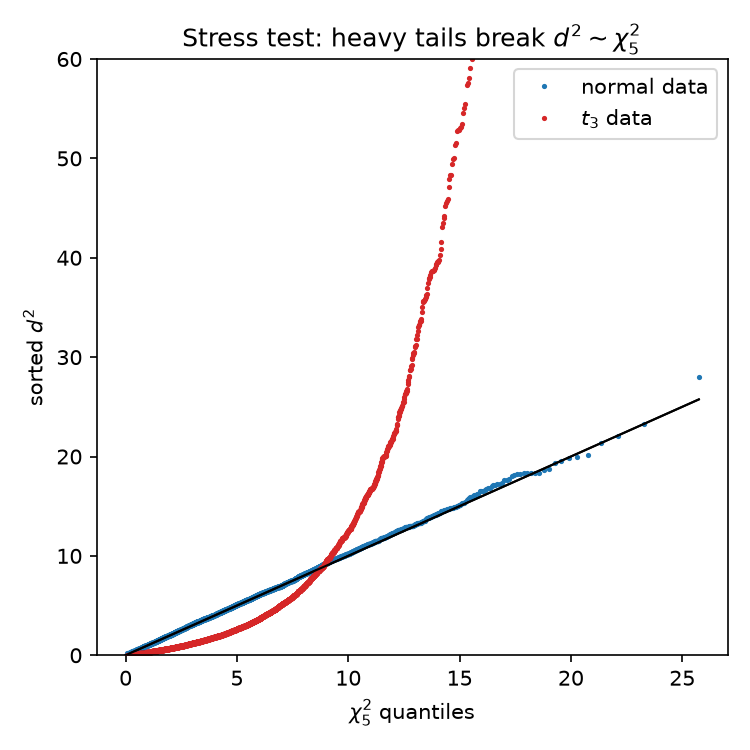 Stress test: heavy tails break $d^2 \sim \chi^2_5$
normal data
$t_3$ data
sorted $d^2$
60
50
40
30
20
10
0
0 5 10 15 20 25
$\chi^2_5$ quantiles